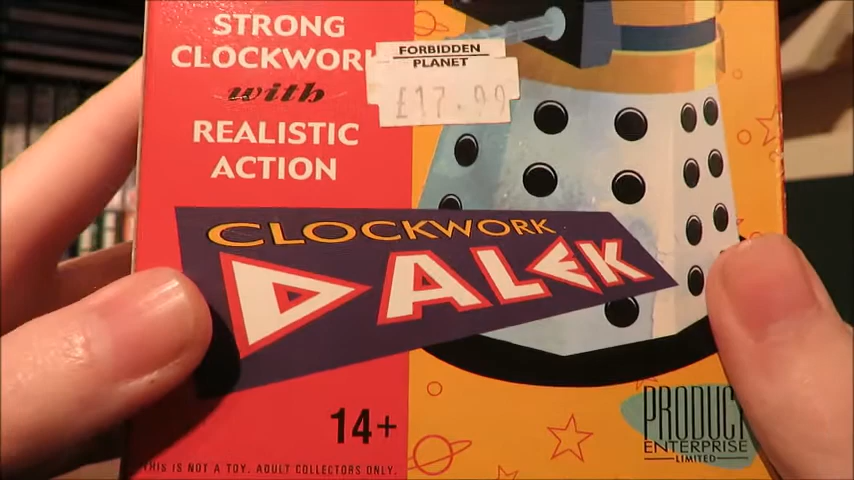 STRONG
CLOCKWORK
with
REALISTIC
ACTION
FORBIDDEN
PLANET
£17.99
CLOCKWORK
DALEK
14+
THIS IS NOT A TOY. ADULT COLLECTORS ONLY.
PRODUCT
ENTERPRISE
LIMITED